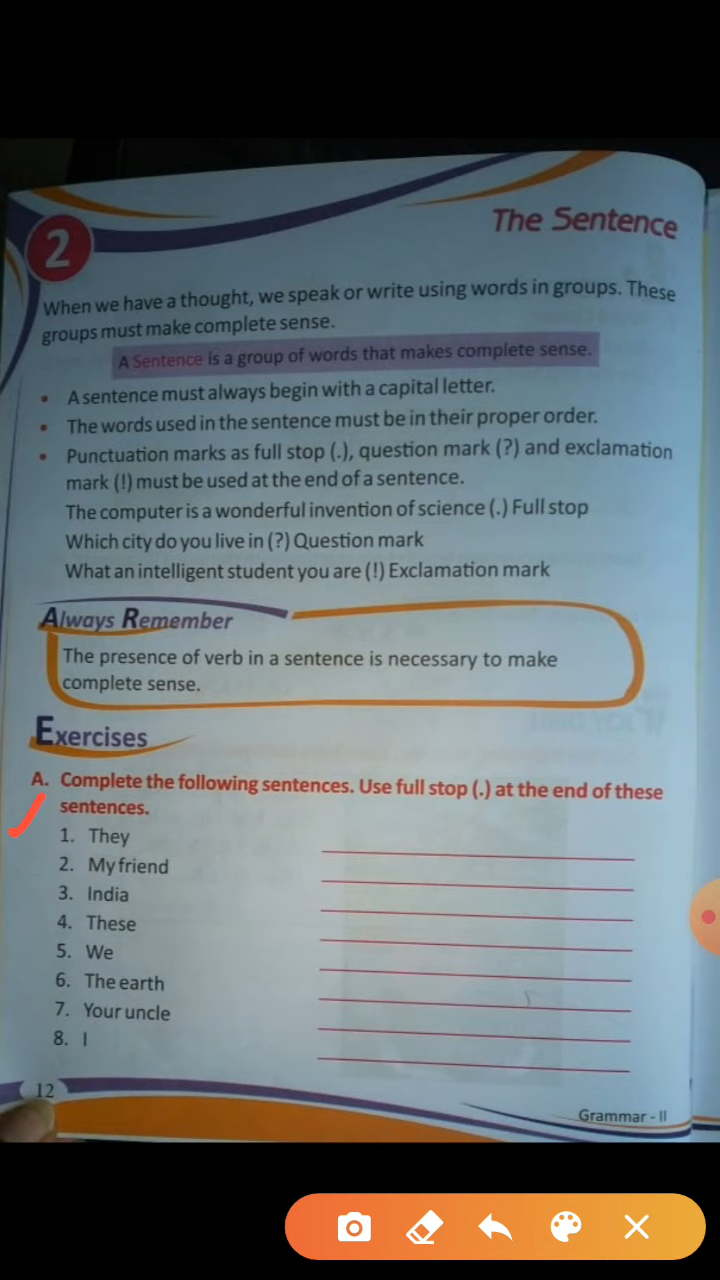 2
The Sentence
When we have a thought, we speak or write using words in groups. These
groups must make complete sense.
A Sentence is a group of words that makes complete sense.
• A sentence must always begin with a capital letter.
• The words used in the sentence must be in their proper order.
• Punctuation marks as full stop (.), question mark (?) and exclamation
mark (!) must be used at the end of a sentence.
The computer is a wonderful invention of science (.) Full stop
Which city do you live in (?) Question mark
What an intelligent student you are (!) Exclamation mark
Always Remember
The presence of verb in a sentence is necessary to make
complete sense.
Exercises
A. Complete the following sentences. Use full stop (.) at the end of these
sentences.
1. They
2. My friend
3. India
4. These
5. We
6. The earth
7. Your uncle
8. I
12
Grammar - II